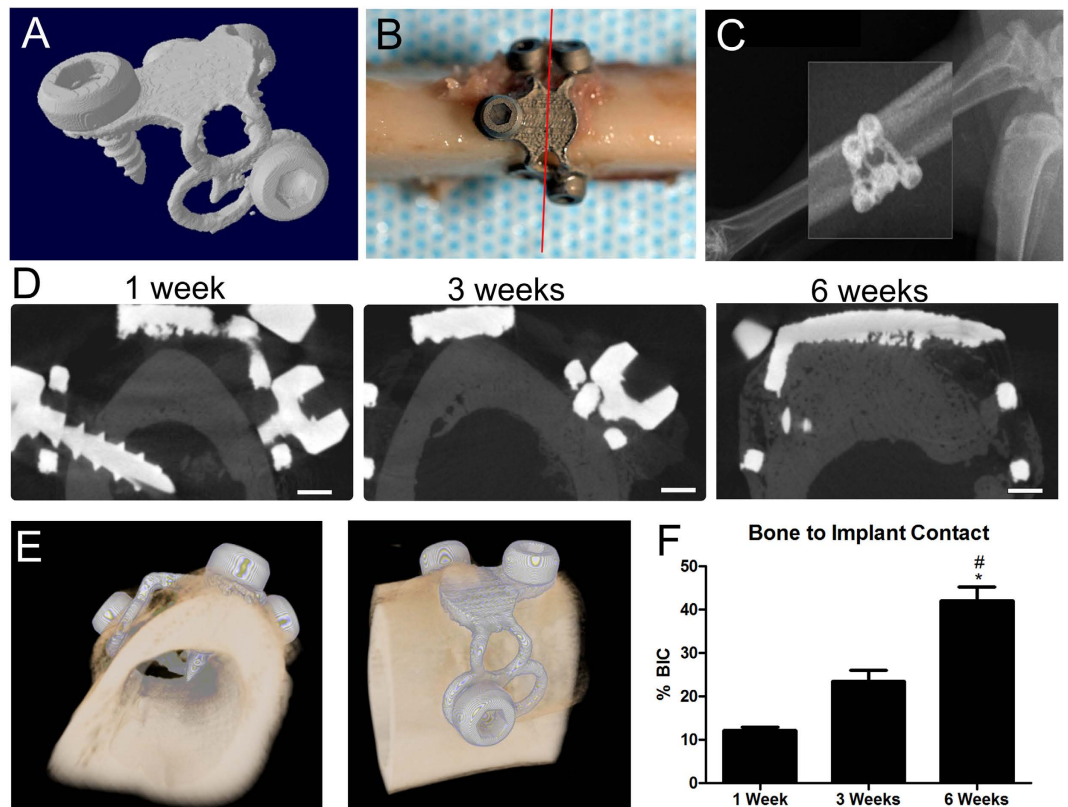 A
B
C
D
1 week
3 weeks
6 weeks
E
F
Bone to Implant Contact
50
40
30
20
10
0
% BIC
#
*
1 Week
3 Weeks
6 Weeks